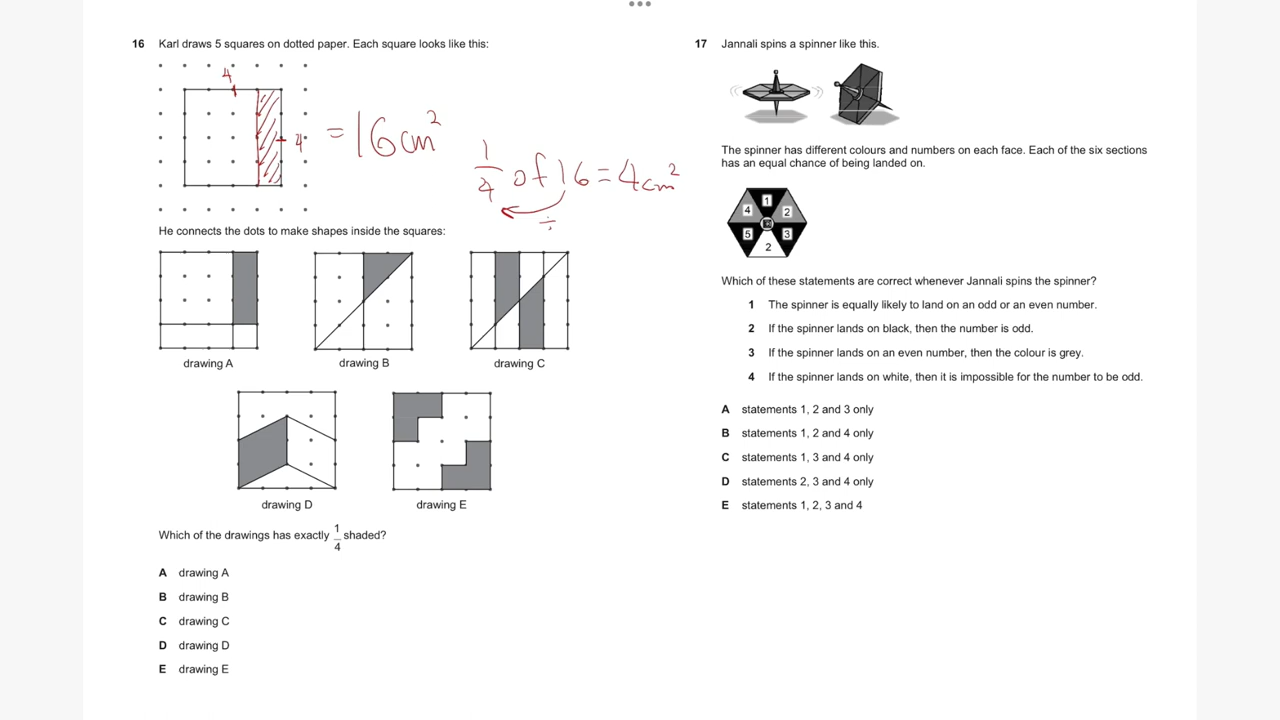 16 Karl draws 5 squares on dotted paper. Each square looks like this:
4
4
= 16cm²
1/4 of 16 = 4cm²
÷
He connects the dots to make shapes inside the squares:
drawing A
drawing B
drawing C
drawing D
drawing E
Which of the drawings has exactly 1/4 shaded?
A drawing A
B drawing B
C drawing C
D drawing D
E drawing E
17 Jannali spins a spinner like this.
The spinner has different colours and numbers on each face. Each of the six sections
has an equal chance of being landed on.
1
4 2
5 3
2
Which of these statements are correct whenever Jannali spins the spinner?
1 The spinner is equally likely to land on an odd or an even number.
2 If the spinner lands on black, then the number is odd.
3 If the spinner lands on an even number, then the colour is grey.
4 If the spinner lands on white, then it is impossible for the number to be odd.
A statements 1, 2 and 3 only
B statements 1, 2 and 4 only
C statements 1, 3 and 4 only
D statements 2, 3 and 4 only
E statements 1, 2, 3 and 4